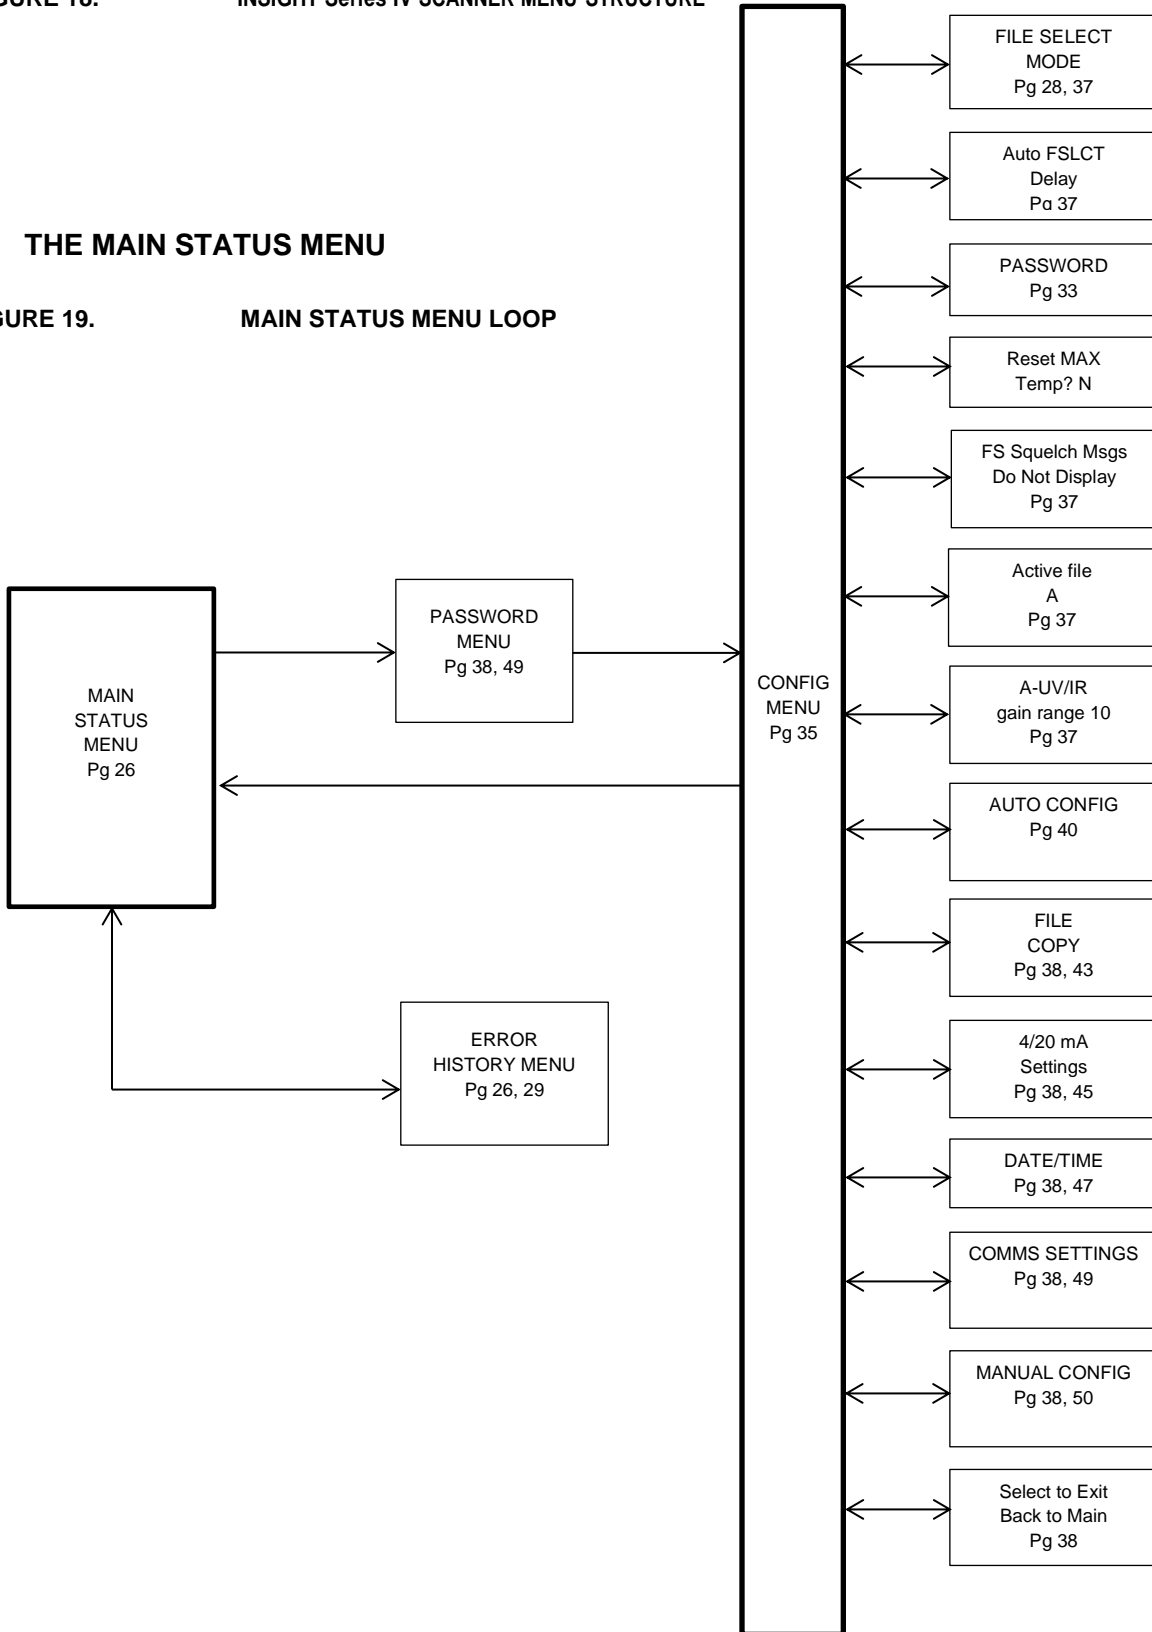 GURE 18. INSIGHT Series IV SCANNER MENU STRUCTURE
THE MAIN STATUS MENU
GURE 19. MAIN STATUS MENU LOOP
MAIN
STATUS
MENU
Pg 26
PASSWORD
MENU
Pg 38, 49
ERROR
HISTORY MENU
Pg 26, 29
CONFIG
MENU
Pg 35
FILE SELECT
MODE
Pg 28, 37
Auto FSLCT
Delay
Pg 37
PASSWORD
Pg 33
Reset MAX
Temp? N
FS Squelch Msgs
Do Not Display
Pg 37
Active file
A
Pg 37
A-UV/IR
gain range 10
Pg 37
AUTO CONFIG
Pg 40
FILE
COPY
Pg 38, 43
4/20 mA
Settings
Pg 38, 45
DATE/TIME
Pg 38, 47
COMMS SETTINGS
Pg 38, 49
MANUAL CONFIG
Pg 38, 50
Select to Exit
Back to Main
Pg 38